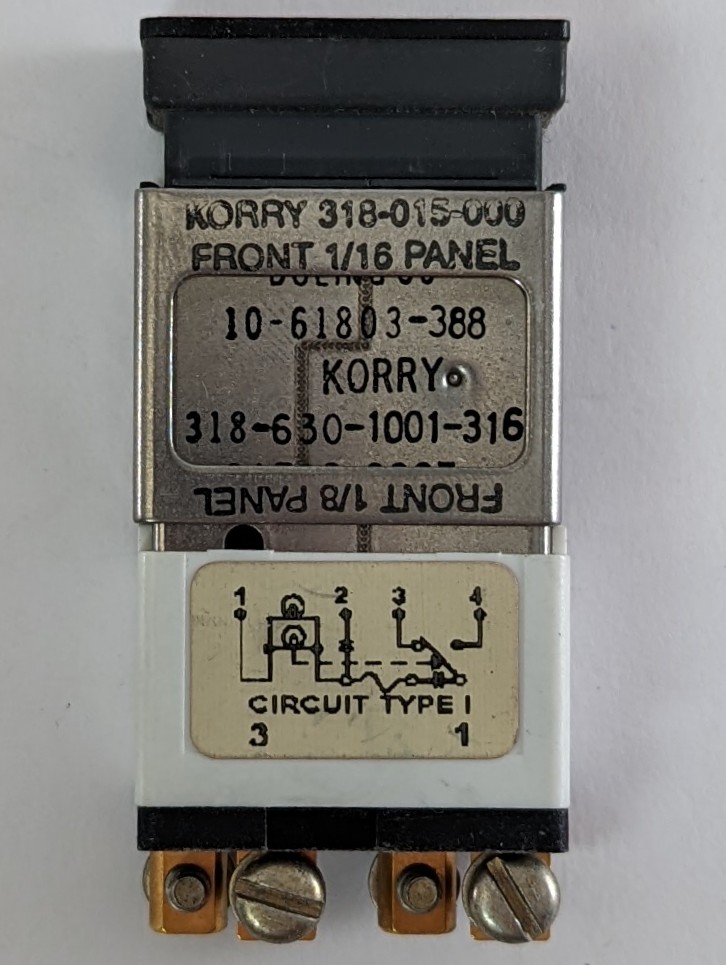 KORRY 318-015-000
FRONT 1/16 PANEL
10-61803-388
KORRY
318-630-1001-316
FRONT 1/8 PANEL
1 2 3 4
CIRCUIT TYPE I
3 1